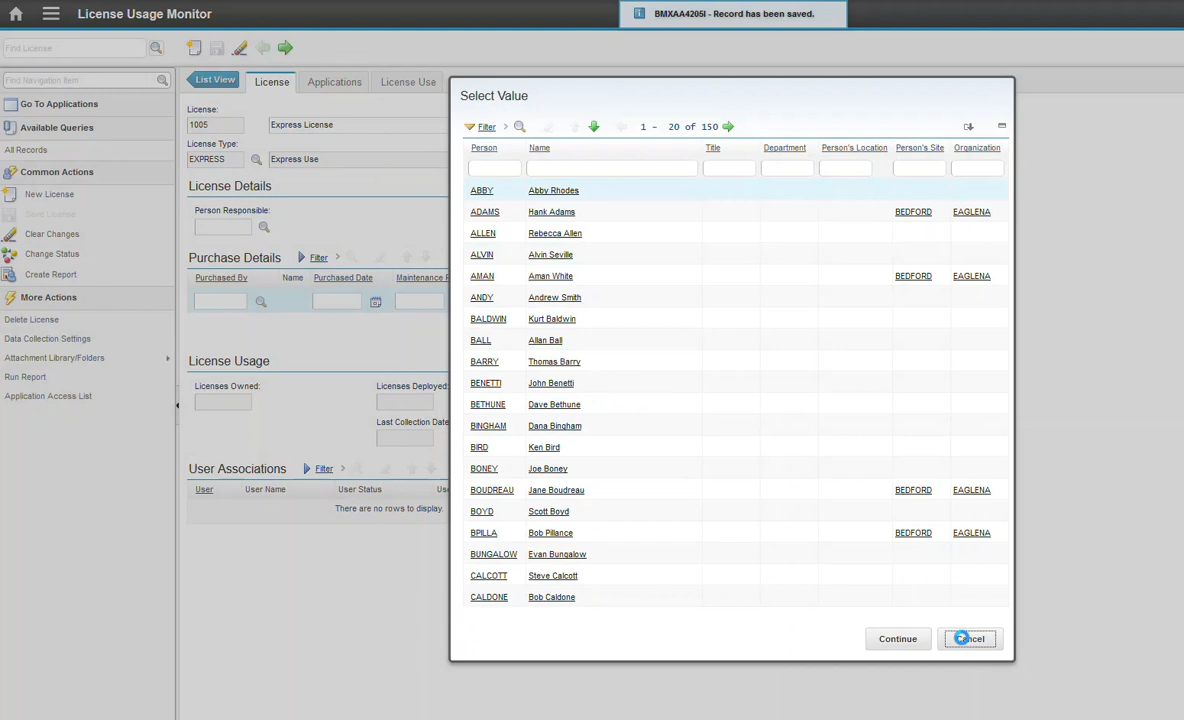 License Usage Monitor
BMXAA4205I - Record has been saved.
Find License
Find Navigation Item
Go To Applications
Available Queries
All Records
Common Actions
New License
Save License
Clear Changes
Change Status
Create Report
More Actions
Delete License
Data Collection Settings
Attachment Library/Folders
Run Report
Application Access List
List View License Applications License Use
License:
1005 Express License
License Type:
EXPRESS Express Use
License Details
Person Responsible:
Purchase Details Filter
Purchased By Name Purchased Date Maintenance
License Usage
Licenses Owned: Licenses Deployed:
Last Collection Date
User Associations Filter
User User Name User Status
There are no rows to display.
Select Value
Filter 1 - 20 of 150
Person Name Title Department Person's Location Person's Site Organization
ABBY Abby Rhodes
ADAMS Hank Adams BEDFORD EAGLENA
ALLEN Rebecca Allen
ALVIN Alvin Seville
AMAN Aman White BEDFORD EAGLENA
ANDY Andrew Smith
BALDWIN Kurt Baldwin
BALL Allan Ball
BARRY Thomas Barry
BENETTI John Benetti
BETHUNE Dave Bethune
BINGHAM Dana Bingham
BIRD Ken Bird
BONEY Joe Boney
BOUDREAU Jane Boudreau BEDFORD EAGLENA
BOYD Scott Boyd
BPILLA Bob Pillance BEDFORD EAGLENA
BUNGALOW Evan Bungalow
CALCOTT Steve Calcott
CALDONE Bob Caldone
Continue Cancel